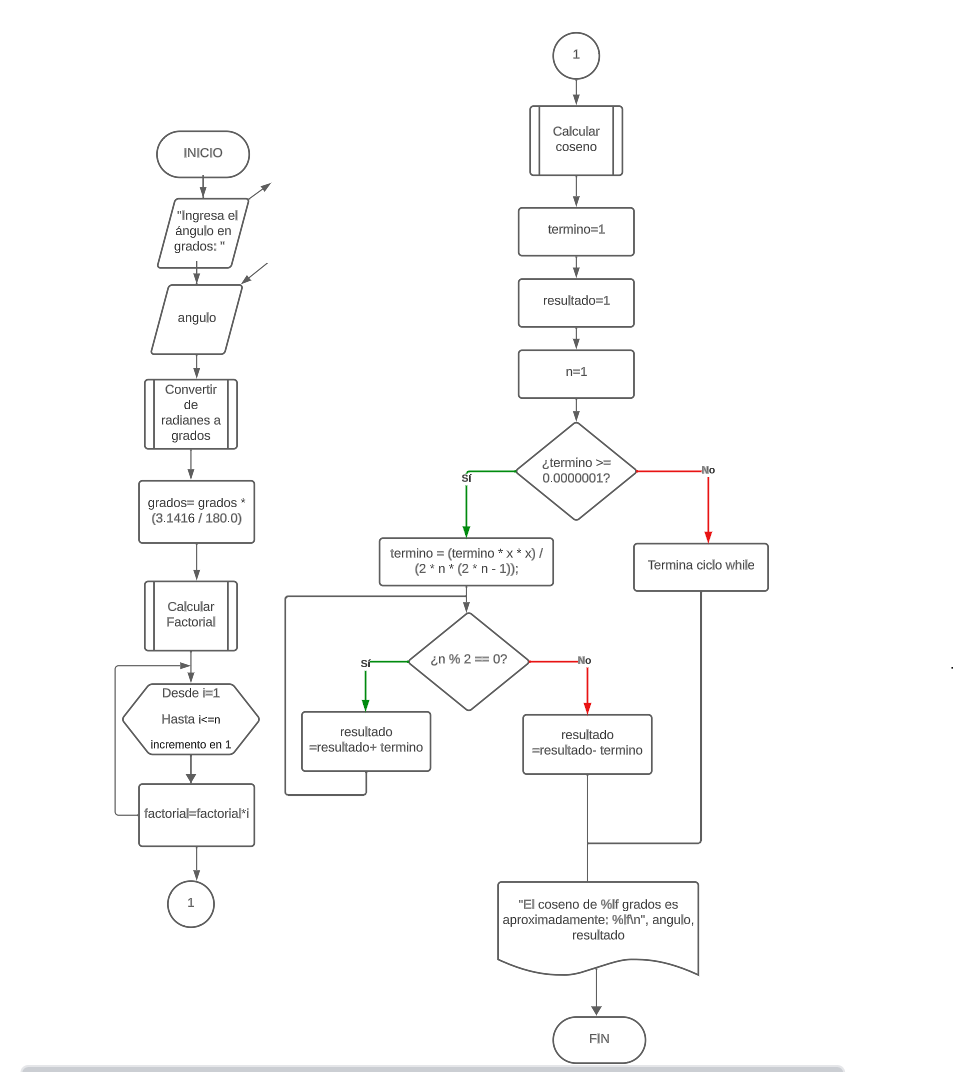 INICIO
"Ingresa el
ángulo en
grados: "
angulo
Convertir
de
radianes a
grados
grados= grados *
(3.1416 / 180.0)
Calcular
Factorial
Desde i=1
Hasta i<=n
incremento en 1
factorial=factorial*i
1
1
Calcular
coseno
termino=1
resultado=1
n=1
¿termino >=
0.0000001?
Sí
No
termino = (termino * x * x) /
(2 * n * (2 * n - 1));
Termina ciclo while
¿n % 2 == 0?
Sí
No
resultado
=resultado+ termino
resultado
=resultado- termino
"El coseno de %lf grados es
aproximadamente: %lf\n", angulo,
resultado
FIN